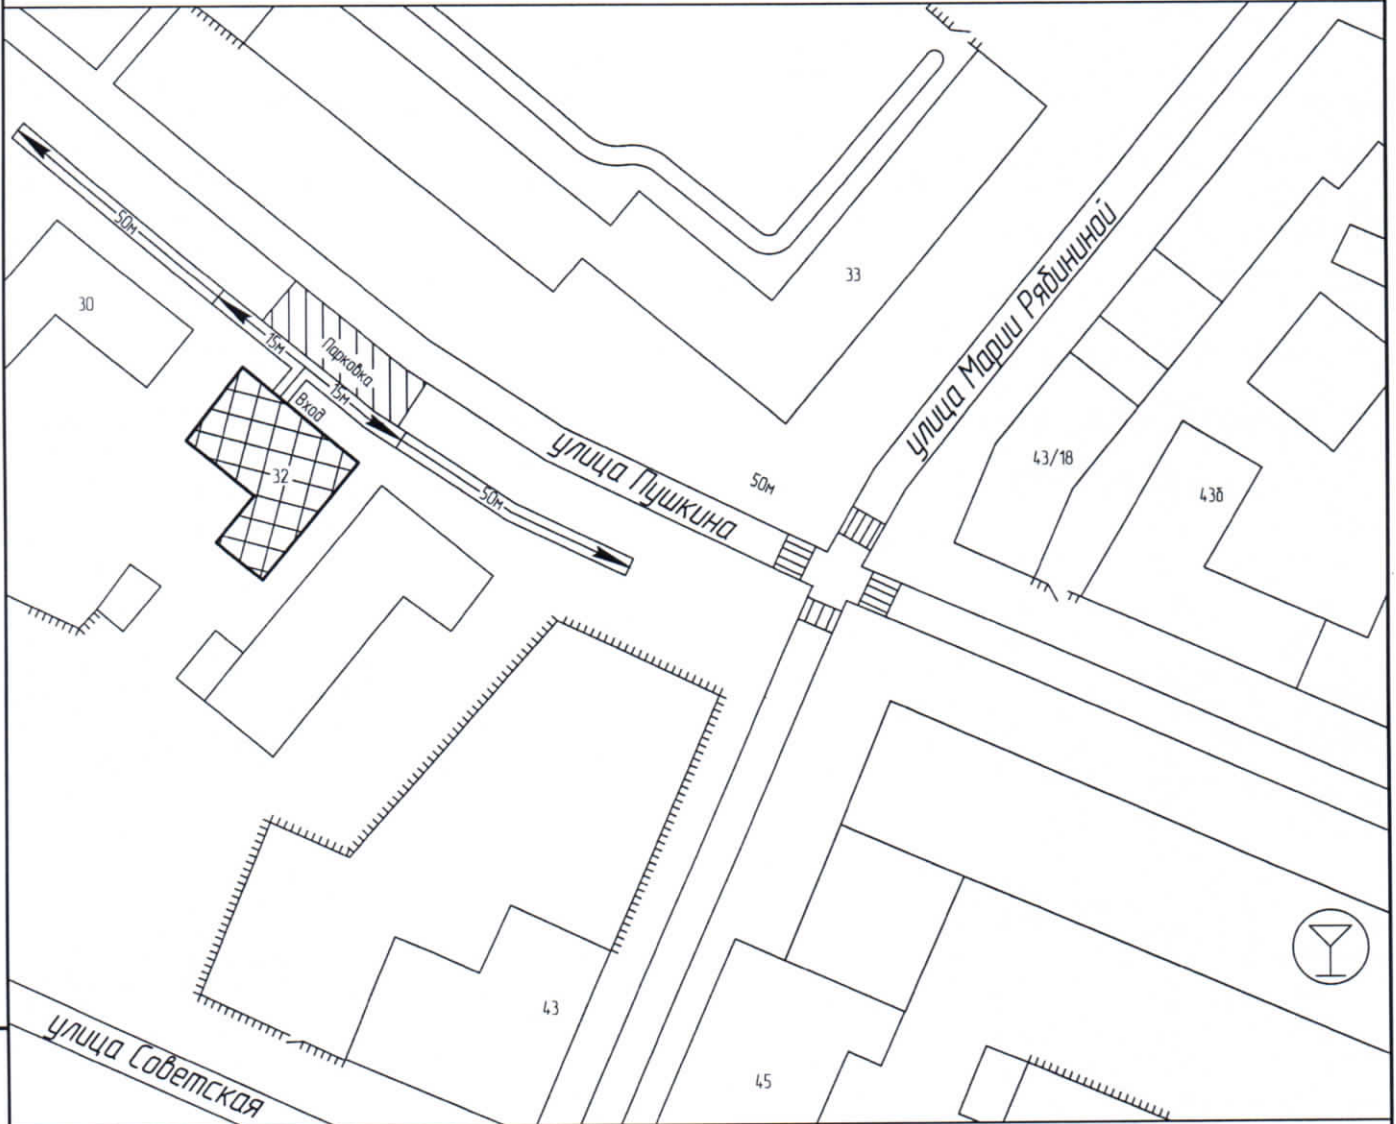 50м
30
15м
Парковка
15м
Вход
32
50м
улица Пушкина
50м
33
улица Марии Рябининой
43/18
43б
43
45
улица Советская